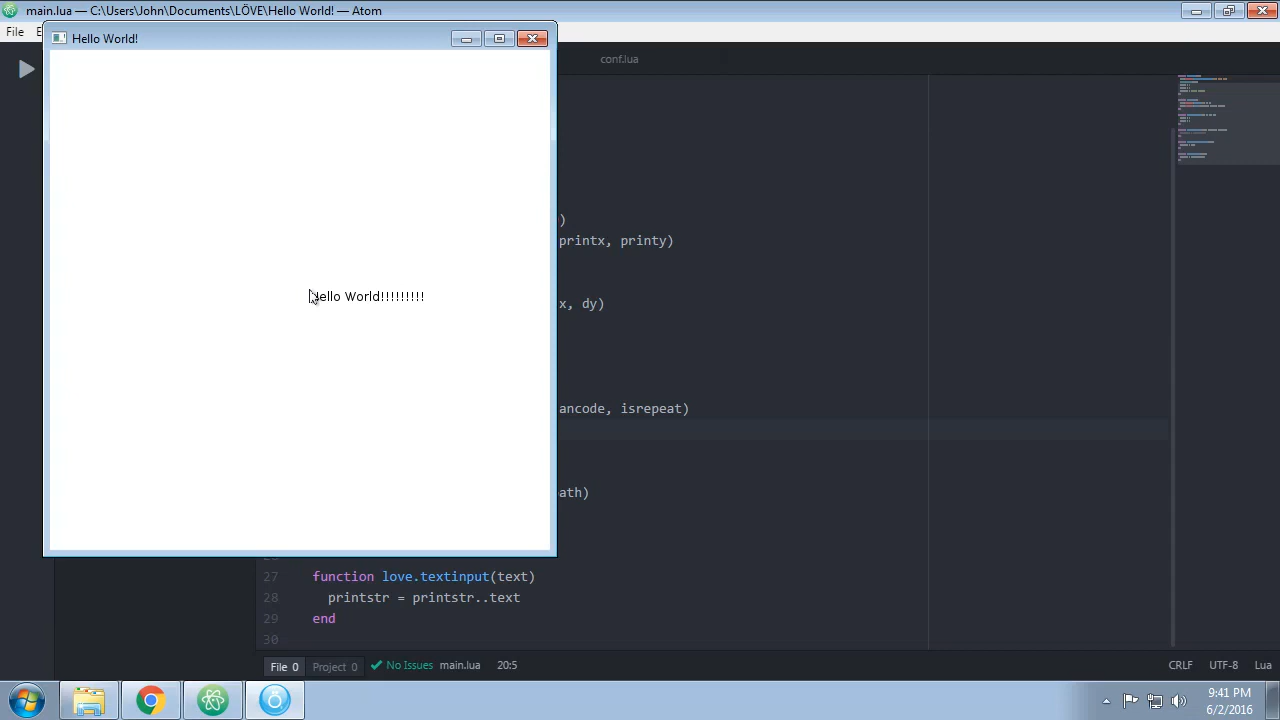 main.lua — C:\Users\John\Documents\LÖVE\Hello World! — Atom
File E
Hello World!
conf.lua
)
printx, printy)
Hello World!!!!!!!!!
x, dy)
ancode, isrepeat)
ath)
27 function love.textinput(text)
28 printstr = printstr..text
29 end
30
File 0 Project 0 No Issues main.lua 20:5 CRLF UTF-8 Lua
9:41 PM
6/2/2016